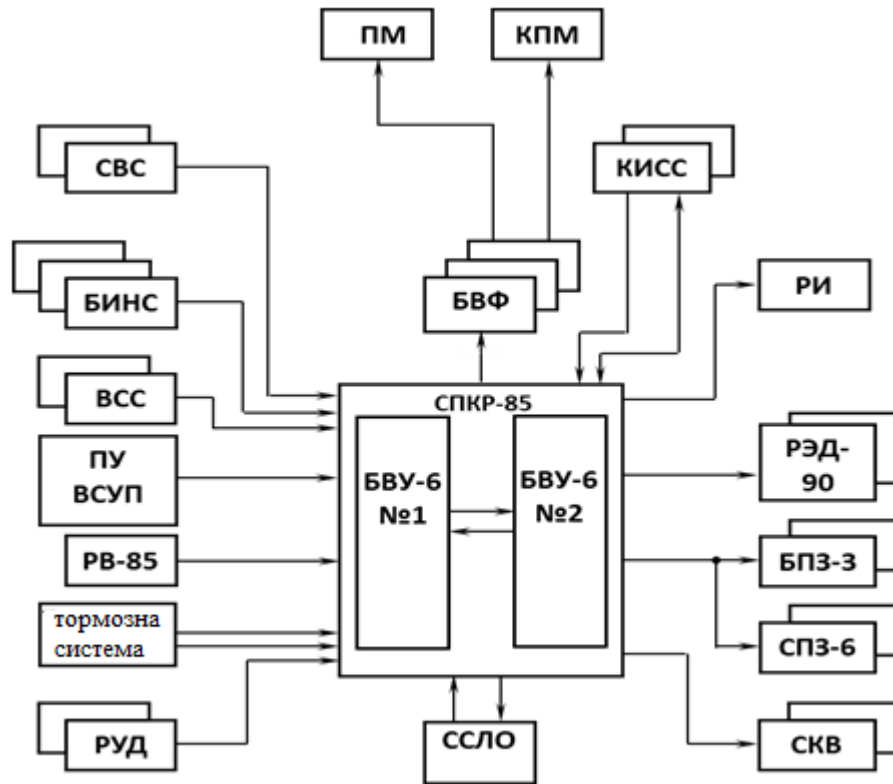 ПМ
КПМ
СВС
КИСС
БИНС
БВФ
РИ
ВСС
СПКР-85
ПУ
ВСУП
БВУ-6
№1
БВУ-6
№2
РЭД-
90
РВ-85
БПЗ-3
тормозна
система
СПЗ-6
РУД
ССЛО
СКВ